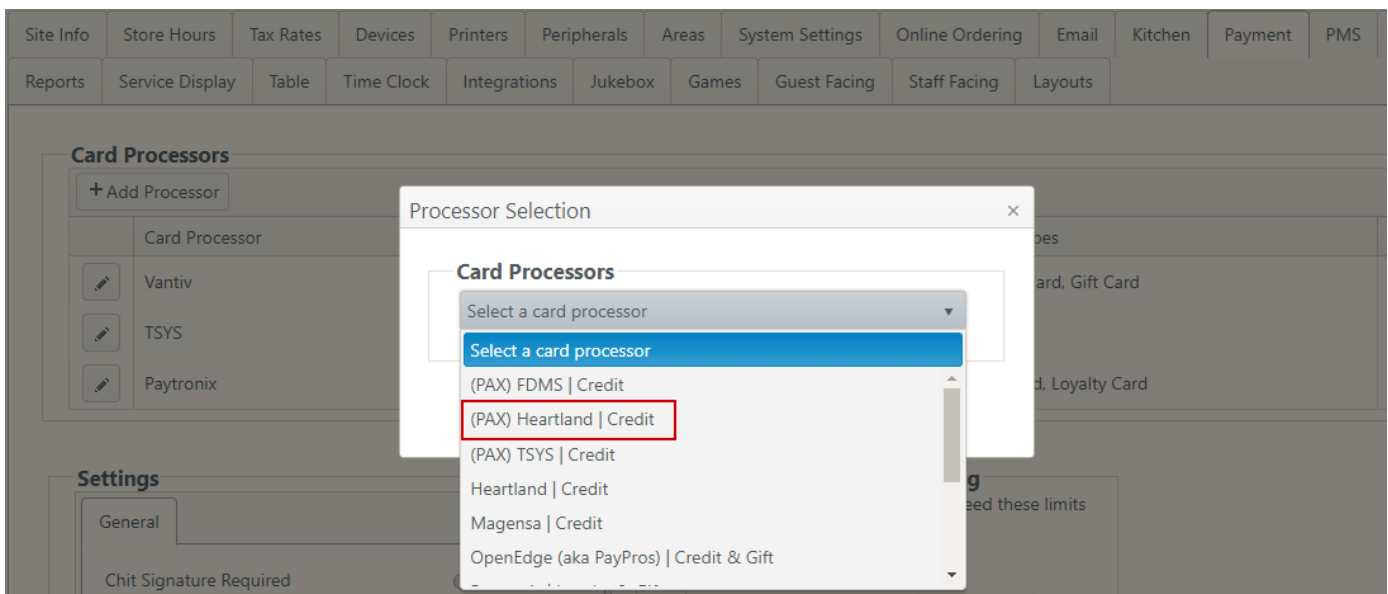 Site Info Store Hours Tax Rates Devices Printers Peripherals Areas System Settings Online Ordering Email Kitchen Payment PMS
Reports Service Display Table Time Clock Integrations Jukebox Games Guest Facing Staff Facing Layouts
Card Processors
+ Add Processor
Processor Selection ×
Card Processor
Vantiv ard, Gift Card
TSYS
Paytronix d, Loyalty Card
Card Processors
Select a card processor
Select a card processor
(PAX) FDMS | Credit
(PAX) Heartland | Credit
(PAX) TSYS | Credit
Heartland | Credit
Magensa | Credit
OpenEdge (aka PayPros) | Credit & Gift
Settings
General
eed these limits
Chit Signature Required